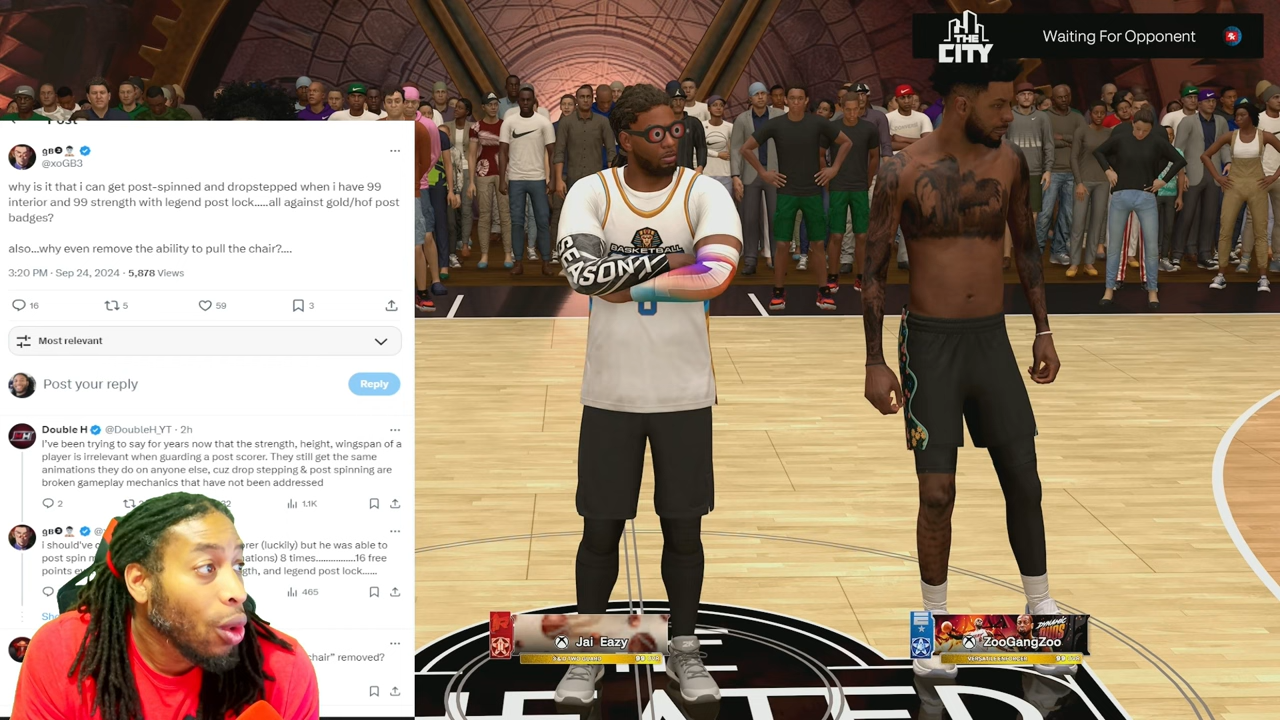 Post
gB3
@xoGB3
why is it that i can get post-spinned and dropstepped when i have 99
interior and 99 strength with legend post lock.....all against gold/hof post
badges?
also...why even remove the ability to pull the chair?....
3:20 PM · Sep 24, 2024 · 5,878 Views
16 5 59 3
Most relevant
Post your reply
Reply
Double H @DoubleH_YT · 2h
I've been trying to say for years now that the strength, height, wingspan of a
player is irrelevant when guarding a post scorer. They still get the same
animations they do on anyone else, cuz drop stepping & post spinning are
broken gameplay mechanics that have not been addressed
2 1.1K
i should've
(luckily) but he was able to
post spin
8 times...............16 free
points
and legend post lock......
465
chair" removed?
THE
CITY
Waiting For Opponent
BASKETBALL
SEASON 1
Jai Eazy
99
DYNAMIC
DUOS
ZooGangZoo
99
THEATER